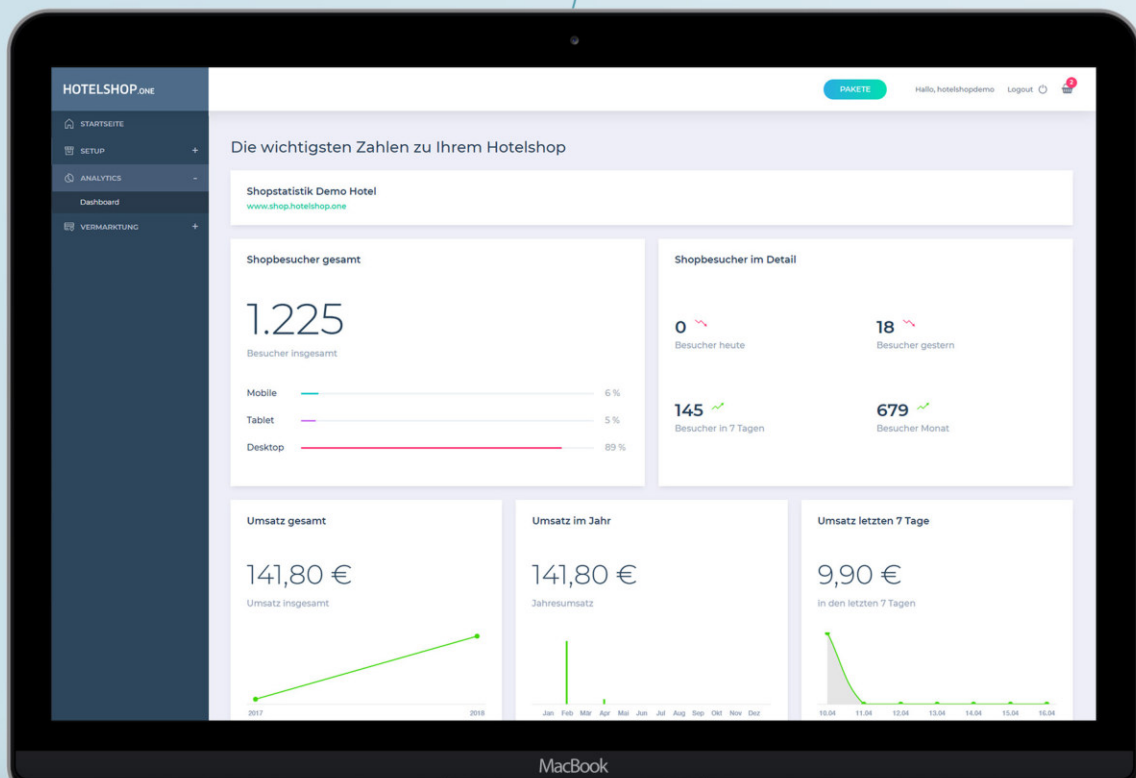 HOTELSHOP.ONE
PAKETE
Hallo, hotelshopdemo
Logout
2
STARTSEITE
SETUP +
ANALYTICS -
Dashboard
VERMARKTUNG +
Die wichtigsten Zahlen zu Ihrem Hotelshop
Shopstatistik Demo Hotel
www.shop.hotelshop.one
Shopbesucher gesamt
1.225
Besucher insgesamt
Mobile 6 %
Tablet 5 %
Desktop 89 %
Shopbesucher im Detail
0
Besucher heute
18
Besucher gestern
145
Besucher in 7 Tagen
679
Besucher Monat
Umsatz gesamt
141,80 €
Umsatz insgesamt
2017 2018
Umsatz im Jahr
141,80 €
Jahresumsatz
Jan Feb Mär Apr Mai Jun Jul Aug Sep Okt Nov Dez
Umsatz letzten 7 Tage
9,90 €
in den letzten 7 Tagen
10.04 11.04 12.04 13.04 14.04 15.04 16.04
MacBook